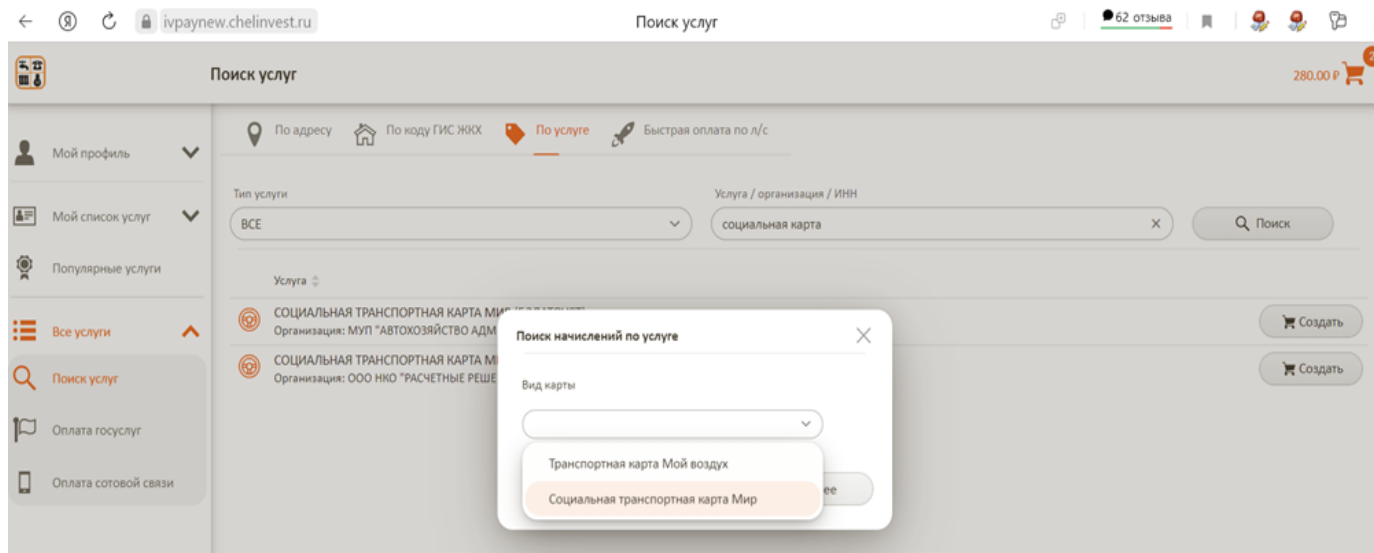 ivpaynew.chelinvest.ru
Поиск услуг
62 отзыва
Поиск услуг
280.00 ₽
2
По адресу
По коду ГИС ЖКХ
По услуге
Быстрая оплата по л/с
Мой профиль
Мой список услуг
Популярные услуги
Все услуги
Поиск услуг
Оплата госуслуг
Оплата сотовой связи
Тип услуги
Услуга / организация / ИНН
ВСЕ
социальная карта
Поиск
Услуга
СОЦИАЛЬНАЯ ТРАНСПОРТНАЯ КАРТА
Организация: МУП "АВТОХОЗЯЙСТВО АДМ
Создать
СОЦИАЛЬНАЯ ТРАНСПОРТНАЯ КАРТА
Организация: ООО НКО "РАСЧЕТНЫЕ РЕШЕ
Создать
Поиск начислений по услуге
Вид карты
Транспортная карта Мой воздух
Социальная транспортная карта Мир
ее